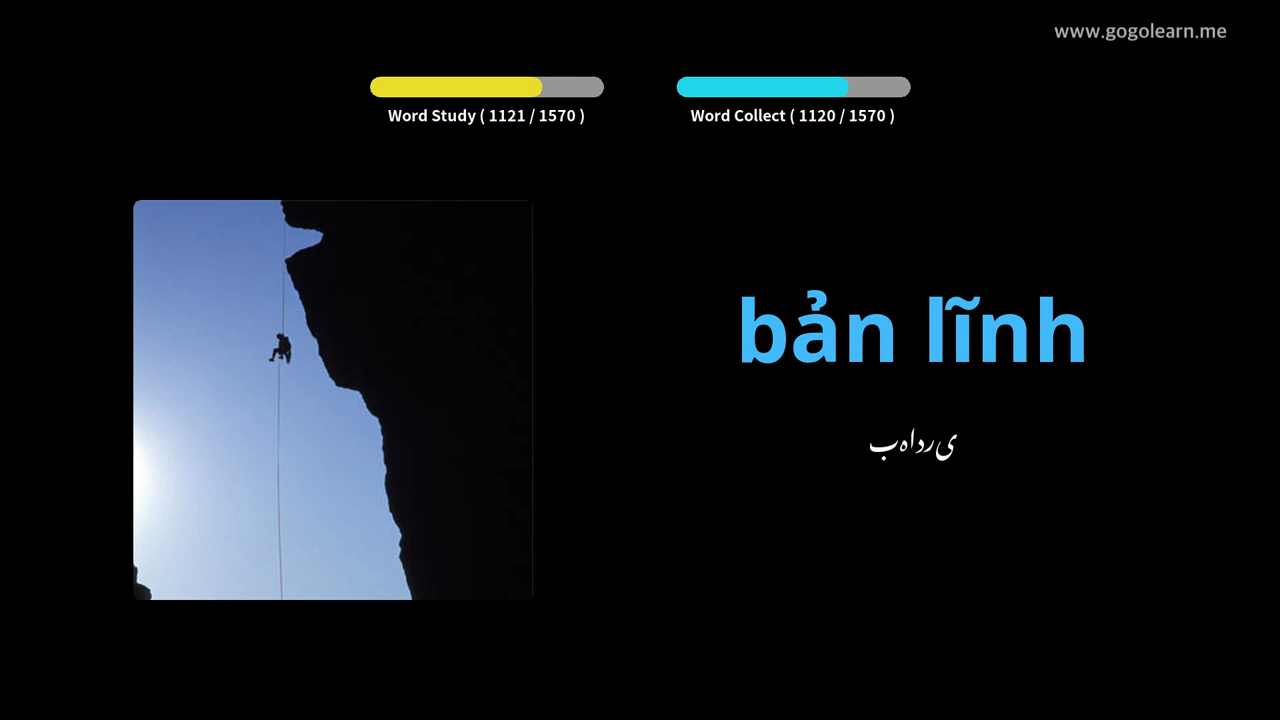 www.gogolearn.me
Word Study ( 1121 / 1570 )
Word Collect ( 1120 / 1570 )
bản lĩnh
بہادری